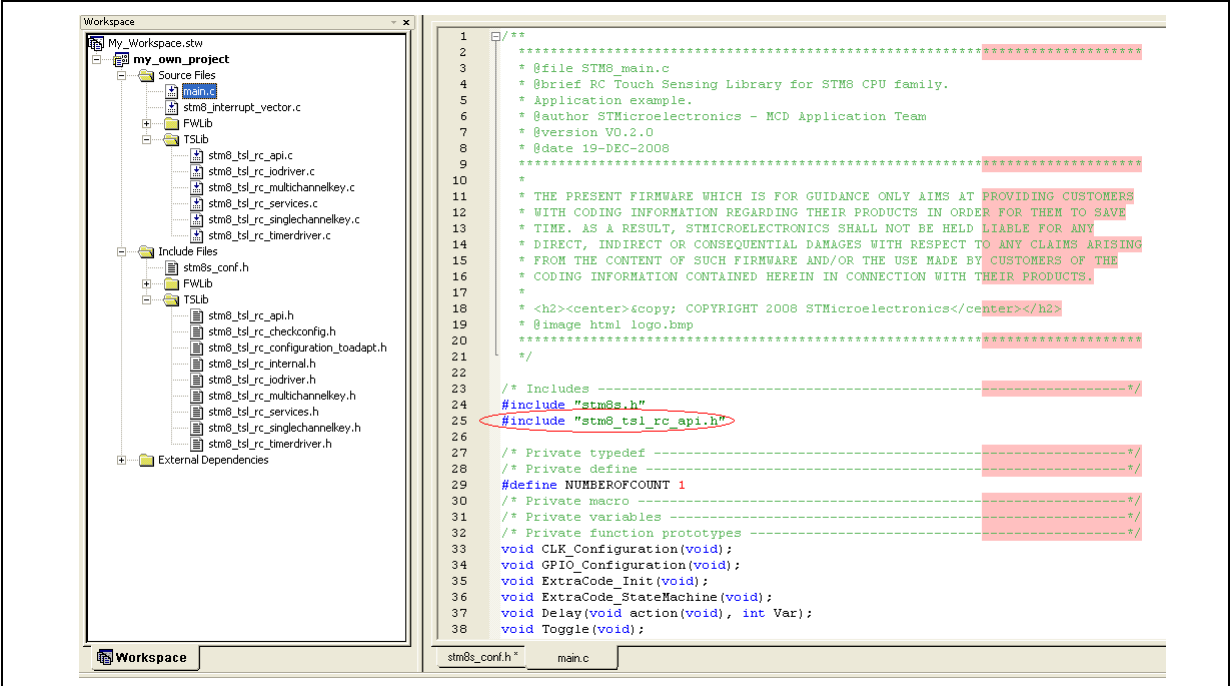 Workspace
My_Workspace.stw
my_own_project
Source Files
main.c
stm8_interrupt_vector.c
FWLib
TSLib
stm8_tsl_rc_api.c
stm8_tsl_rc_iodriver.c
stm8_tsl_rc_multichannelkey.c
stm8_tsl_rc_services.c
stm8_tsl_rc_singlechannelkey.c
stm8_tsl_rc_timerdriver.c
Include Files
stm8s_conf.h
FWLib
TSLib
stm8_tsl_rc_api.h
stm8_tsl_rc_checkconfig.h
stm8_tsl_rc_configuration_toadapt.h
stm8_tsl_rc_internal.h
stm8_tsl_rc_iodriver.h
stm8_tsl_rc_multichannelkey.h
stm8_tsl_rc_services.h
stm8_tsl_rc_singlechannelkey.h
stm8_tsl_rc_timerdriver.h
External Dependencies
Workspace
1 /**
2 ******************************************************************************
3 * @file STM8_main.c
4 * @brief RC Touch Sensing Library for STM8 CPU family.
5 * Application example.
6 * @author STMicroelectronics - MCD Application Team
7 * @version V0.2.0
8 * @date 19-DEC-2008
9 ******************************************************************************
10 *
11 * THE PRESENT FIRMWARE WHICH IS FOR GUIDANCE ONLY AIMS AT PROVIDING CUSTOMERS
12 * WITH CODING INFORMATION REGARDING THEIR PRODUCTS IN ORDER FOR THEM TO SAVE
13 * TIME. AS A RESULT, STMICROELECTRONICS SHALL NOT BE HELD LIABLE FOR ANY
14 * DIRECT, INDIRECT OR CONSEQUENTIAL DAMAGES WITH RESPECT TO ANY CLAIMS ARISING
15 * FROM THE CONTENT OF SUCH FIRMWARE AND/OR THE USE MADE BY CUSTOMERS OF THE
16 * CODING INFORMATION CONTAINED HEREIN IN CONNECTION WITH THEIR PRODUCTS.
17 *
18 * <h2><center>&copy; COPYRIGHT 2008 STMicroelectronics</center></h2>
19 * @image html logo.bmp
20 ******************************************************************************
21 */
22
23 /* Includes ------------------------------------------------------------------*/
24 #include "stm8s.h"
25 #include "stm8_tsl_rc_api.h"
26
27 /* Private typedef -----------------------------------------------------------*/
28 /* Private define ------------------------------------------------------------*/
29 #define NUMBEROFCOUNT 1
30 /* Private macro -------------------------------------------------------------*/
31 /* Private variables ---------------------------------------------------------*/
32 /* Private function prototypes -----------------------------------------------*/
33 void CLK_Configuration(void);
34 void GPIO_Configuration(void);
35 void ExtraCode_Init(void);
36 void ExtraCode_StateMachine(void);
37 void Delay(void action(void), int Var);
38 void Toggle(void);
stm8s_conf.h *
main.c